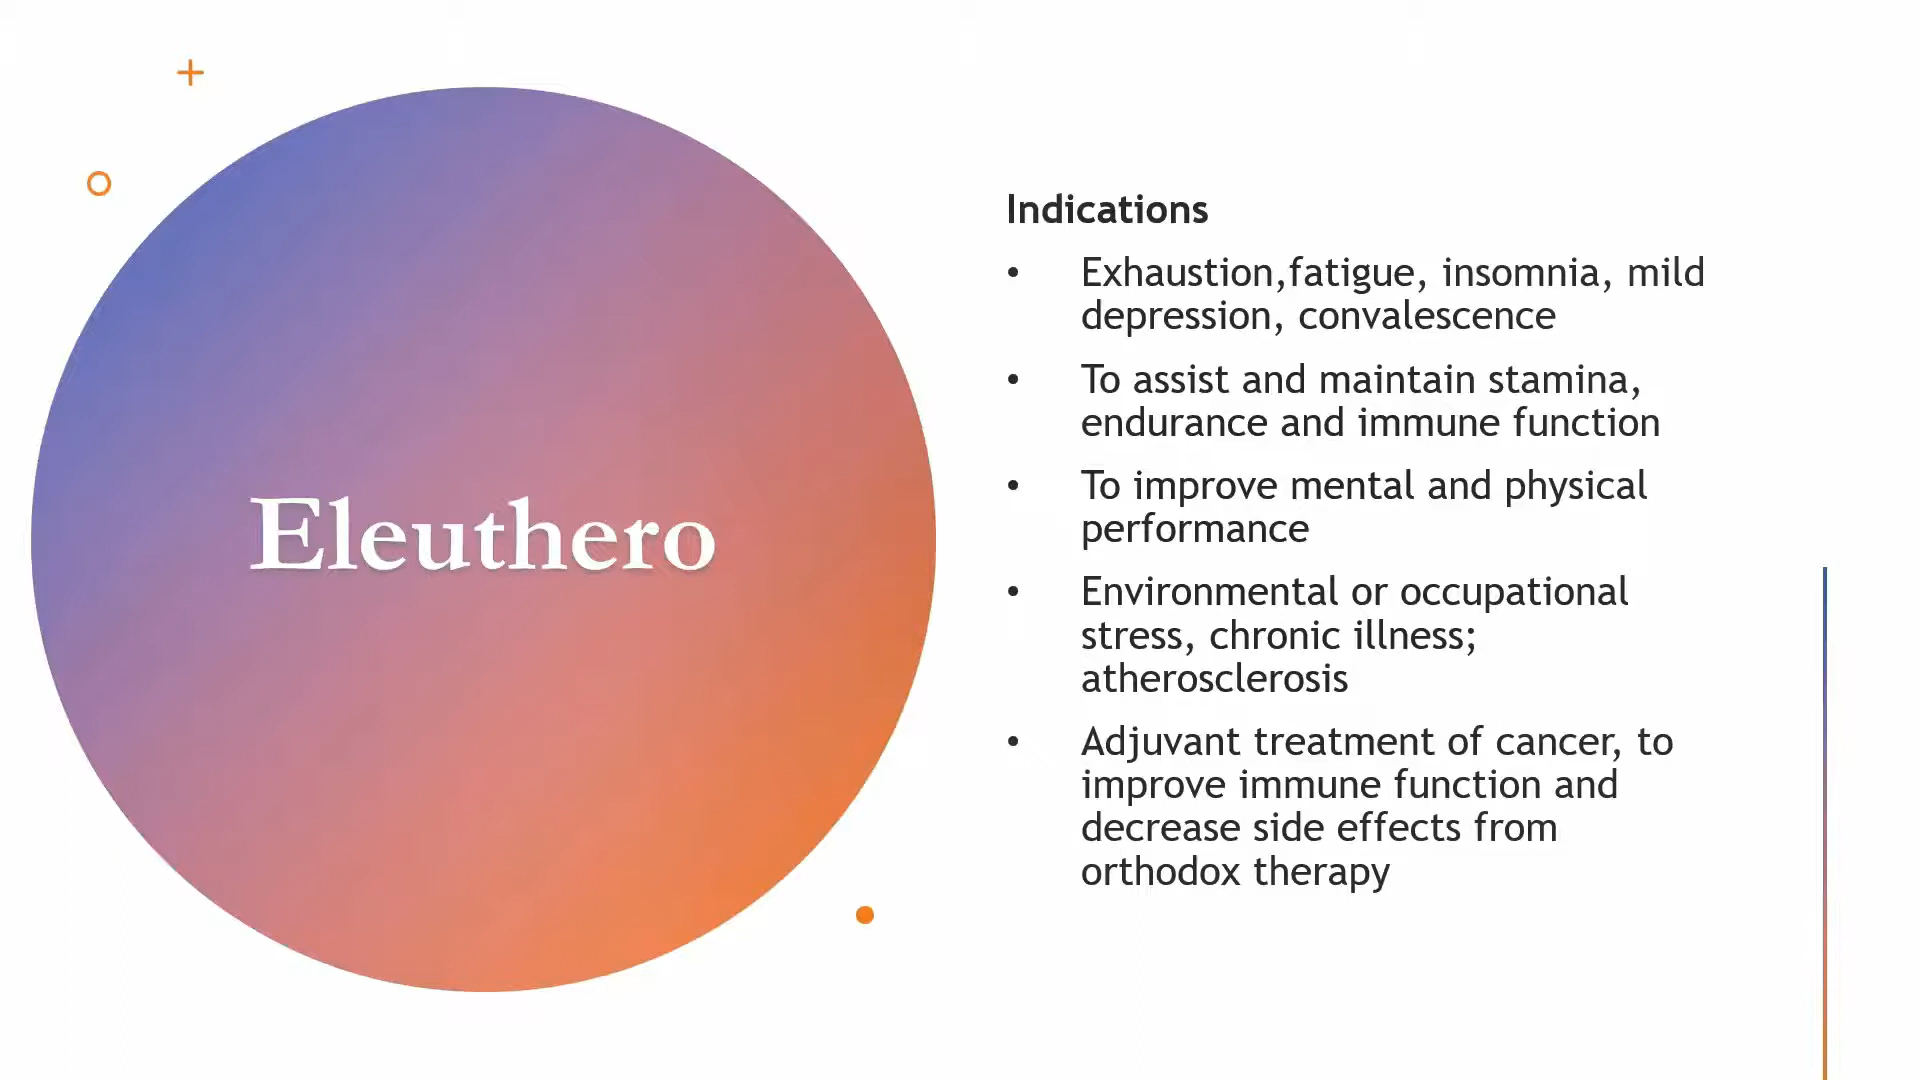 Eleuthero
Indications
• Exhaustion,fatigue, insomnia, mild
depression, convalescence
• To assist and maintain stamina,
endurance and immune function
• To improve mental and physical
performance
• Environmental or occupational
stress, chronic illness;
atherosclerosis
• Adjuvant treatment of cancer, to
improve immune function and
decrease side effects from
orthodox therapy